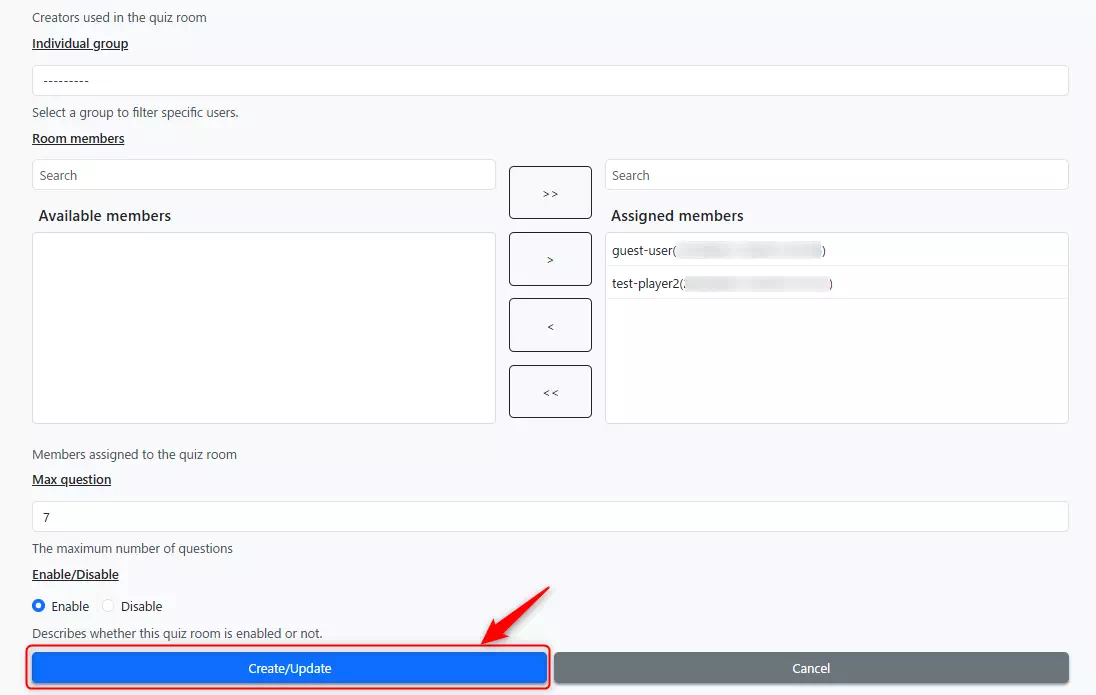 Creators used in the quiz room
Individual group
---------
Select a group to filter specific users.
Room members
Search
Available members
>>
>
<
<<
Search
Assigned members
guest-user( )
test-player2( )
Members assigned to the quiz room
Max question
7
The maximum number of questions
Enable/Disable
Enable Disable
Describes whether this quiz room is enabled or not.
Create/Update Cancel